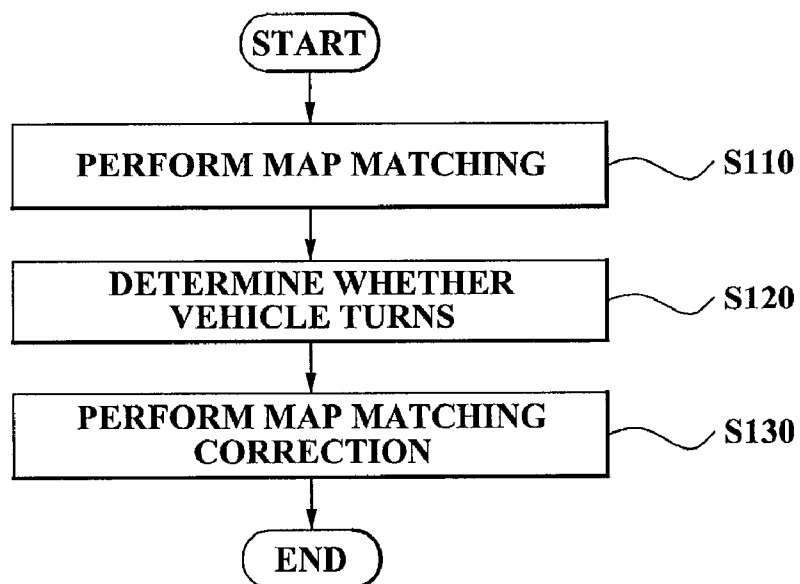 START
PERFORM MAP MATCHING
S110
DETERMINE WHETHER
VEHICLE TURNS
S120
PERFORM MAP MATCHING
CORRECTION
S130
END